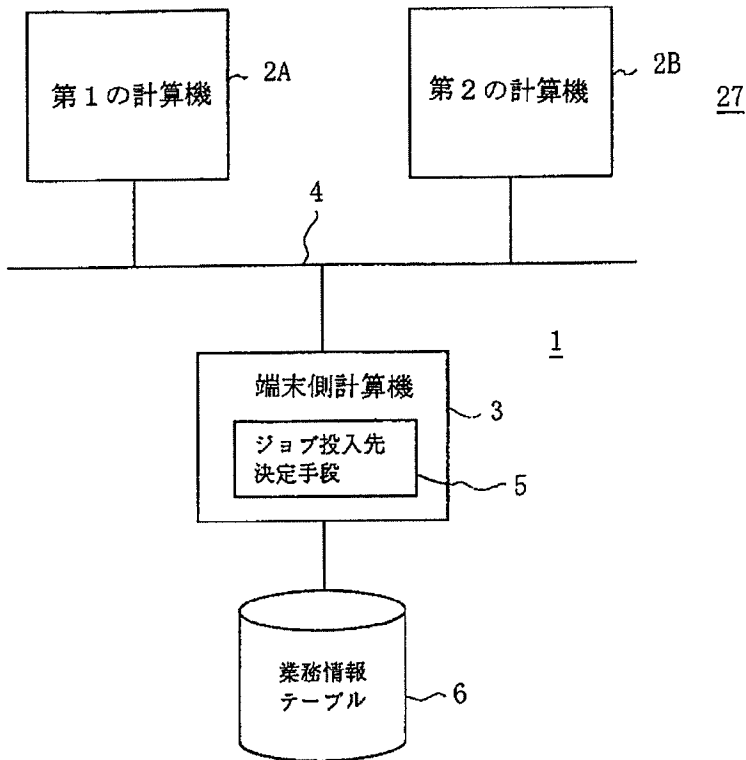 第1の計算機
2A
第2の計算機
2B
27
4
1
端末側計算機
3
ジョブ投入先
決定手段
5
業務情報
テーブル
6